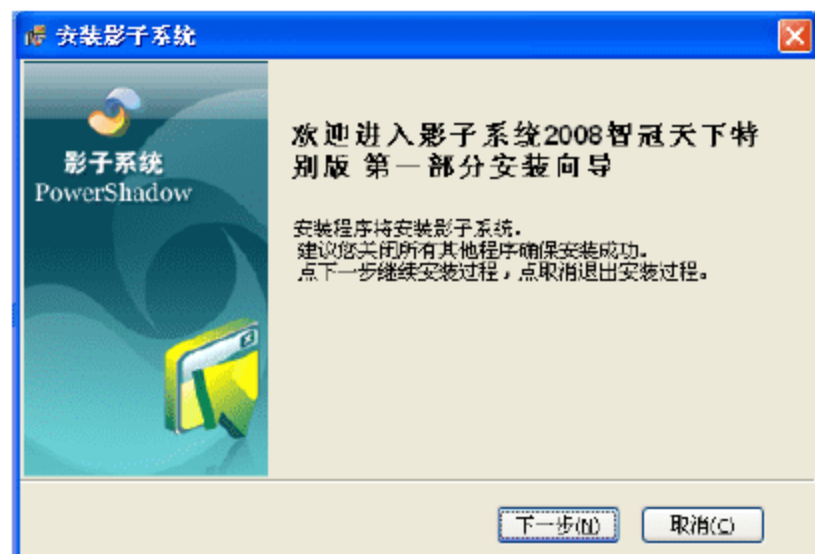 安装影子系统
影子系统
PowerShadow
欢迎进入影子系统2008智冠天下特
别版 第一部分安装向导
安装程序将安装影子系统。
建议您关闭所有其他程序确保安装成功。
点下一步继续安装过程，点取消退出安装过程。
下一步(N)
取消(C)